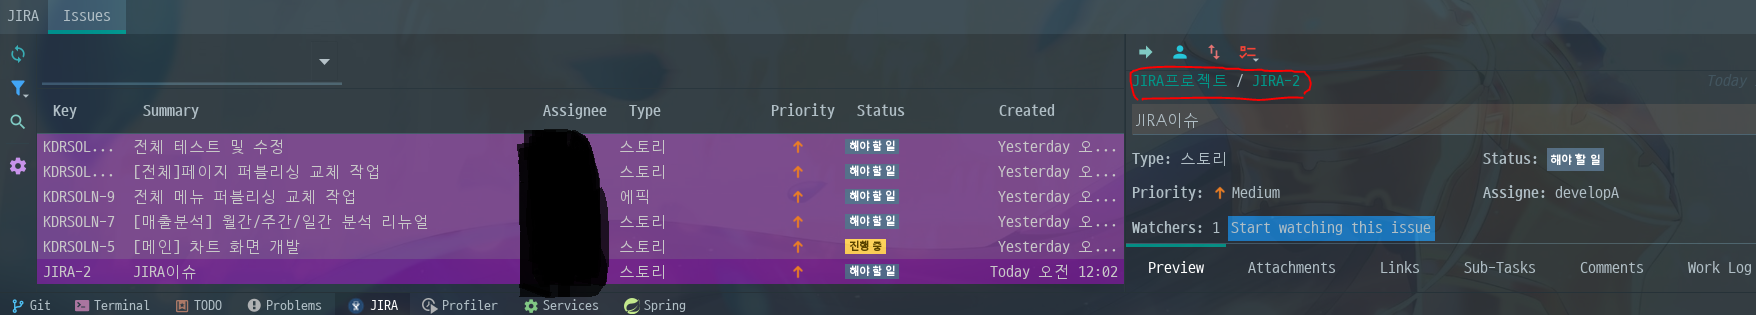 JIRA Issues
JIRA프로젝트 / JIRA-2 Today
Key Summary Assignee Type Priority Status Created
JIRA이슈
KDRSOL... 전체 테스트 및 수정 스토리 해야 할 일 Yesterday 오...
KDRSOL... [전체]페이지 퍼블리싱 교체 작업 스토리 해야 할 일 Yesterday 오...
KDRSOLN-9 전체 메뉴 퍼블리싱 교체 작업 에픽 해야 할 일 Yesterday 오...
KDRSOLN-7 [매출분석] 월간/주간/일간 분석 리뉴얼 스토리 해야 할 일 Yesterday 오...
KDRSOLN-5 [메인] 차트 화면 개발 스토리 진행 중 Yesterday 오...
JIRA-2 JIRA이슈 스토리 해야 할 일 Today 오전 12:02
Type: 스토리 Status: 해야 할 일
Priority: Medium Assigne: developA
Watchers: 1 Start watching this issue
Preview Attachments Links Sub-Tasks Comments Work Log
Git Terminal TODO Problems JIRA Profiler Services Spring